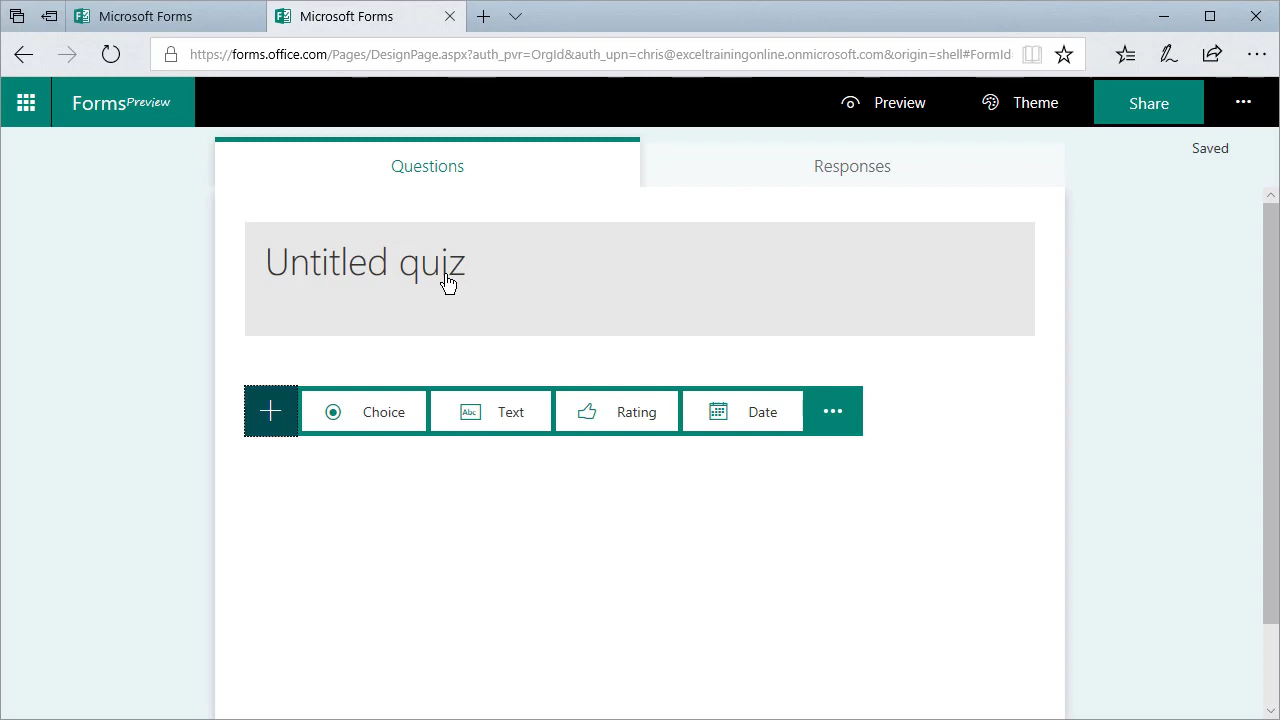 Microsoft Forms
Microsoft Forms
https://forms.office.com/Pages/DesignPage.aspx?auth_pvr=OrgId&auth_upn=chris@exceltrainingonline.onmicrosoft.com&origin=shell#FormId
Forms Preview
Preview
Theme
Share
Questions
Responses
Saved
Untitled quiz
Choice
Abc
Text
Rating
Date